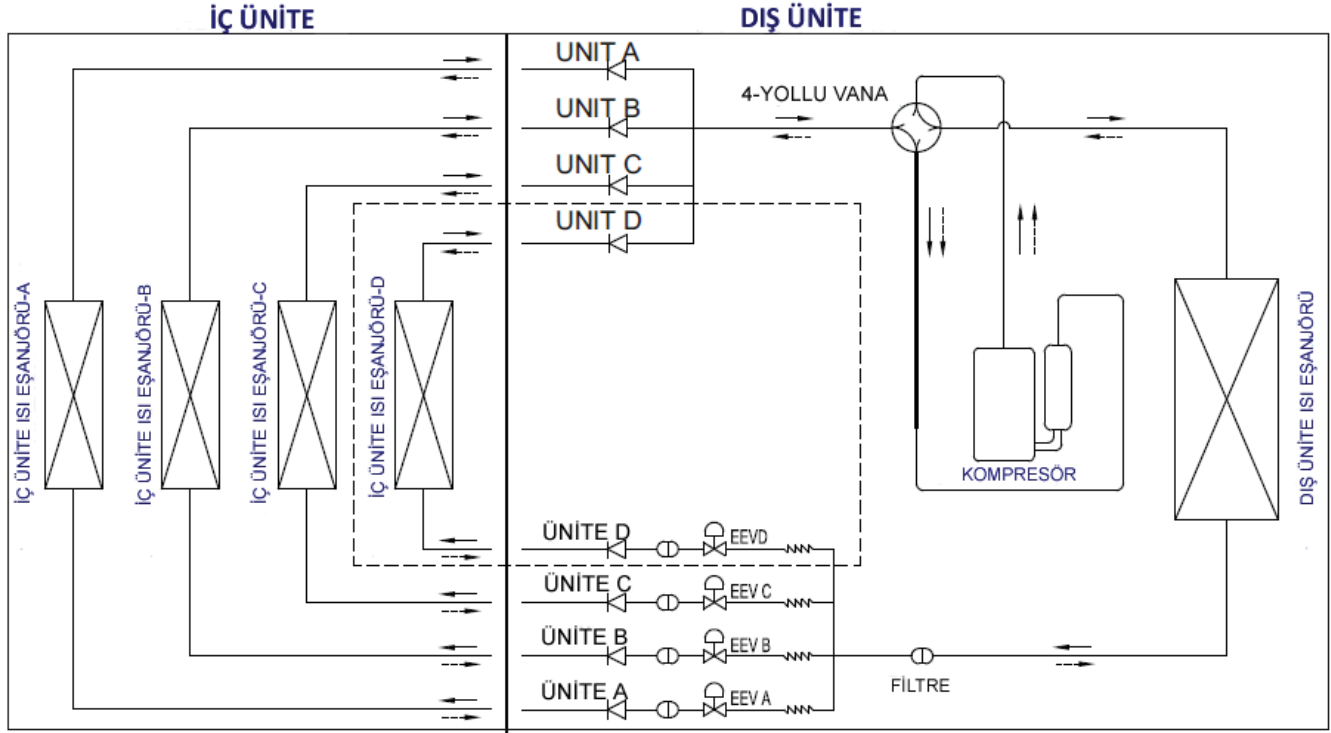 İÇ ÜNİTE
DIŞ ÜNİTE
UNIT A
UNIT B
UNIT C
UNIT D
4-YOLLU VANA
İÇ ÜNİTE ISI EŞANJÖRÜ-A
İÇ ÜNİTE ISI EŞANJÖRÜ-B
İÇ ÜNİTE ISI EŞANJÖRÜ-C
İÇ ÜNİTE ISI EŞANJÖRÜ-D
KOMPRESÖR
DIŞ ÜNİTE ISI EŞANJÖRÜ
ÜNİTE D
EEVD
ÜNİTE C
EEV C
ÜNİTE B
EEV B
FİLTRE
ÜNİTE A
EEV A